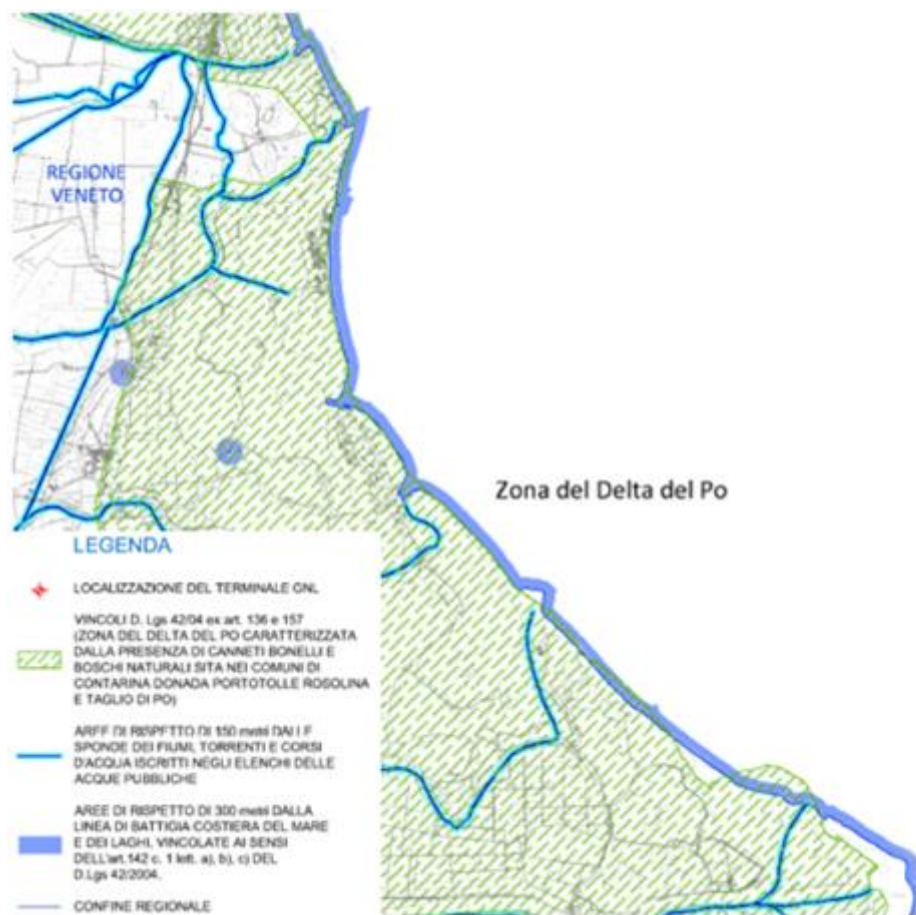 REGIONE
VENETO
Zona del Delta del Po
LEGENDA
LOCALIZZAZIONE DEL TERMINALE GNL
VINCOLI D. Lgs 42/04 ex art. 136 e 157
(ZONA DEL DELTA DEL PO CARATTERIZZATA
DALLA PRESENZA DI CANNETI BONELLI E
BOSCHI NATURALI SITA NEI COMUNI DI
CONTARINA DONADA PORTOTOLLE ROSOLINA
E TAGLIO DI PO)
AREE DI RISPETTO DI 150 metri DALLE
SPONDE DEI FIUMI, TORRENTI E CORSI
D'ACQUA ISCRITTI NEGLI ELENCHI DELLE
ACQUE PUBBLICHE
AREE DI RISPETTO DI 300 metri DALLA
LINEA DI BATTIGIA COSTIERA DEL MARE
E DEI LAGHI, VINCOLATE AI SENSI
DELL'art.142 c. 1 lett. a), b), c) DEL
D.Lgs 42/2004.
CONFINE REGIONALE